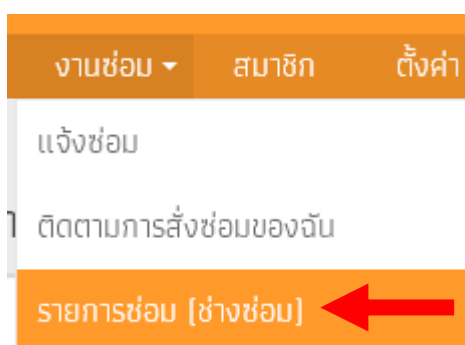 งานซ่อม สมาชิก ตั้งค่า
แจ้งซ่อม
ติดตามการสั่งซ่อมของฉัน
รายการซ่อม (ช่างซ่อม)